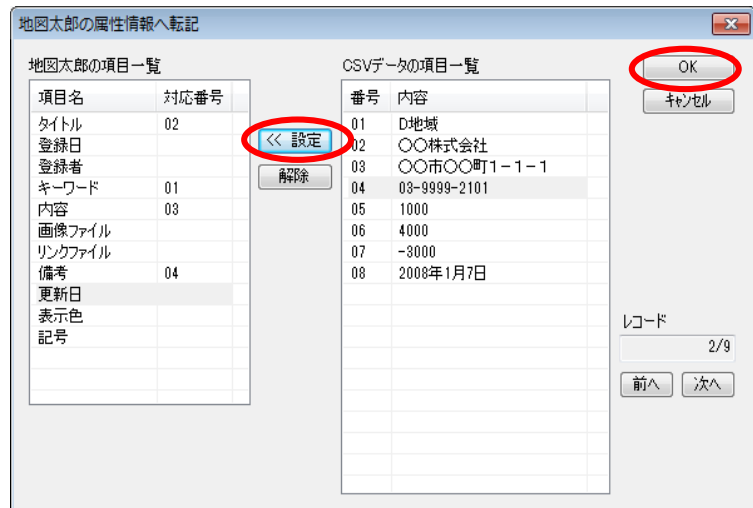 地図太郎の属性情報へ転記
地図太郎の項目一覧
項目名 対応番号
タイトル 02
登録日
登録者
キーワード 01
内容 03
画像ファイル
リンクファイル
備考 04
更新日
表示色
記号
<< 設定
解除
CSVデータの項目一覧
番号 内容
01 D地域
02 〇〇株式会社
03 〇〇市〇〇町1-1-1
04 03-9999-2101
05 1000
06 4000
07 -3000
08 2008年1月7日
OK
キャンセル
レコード
2/9
前へ 次へ